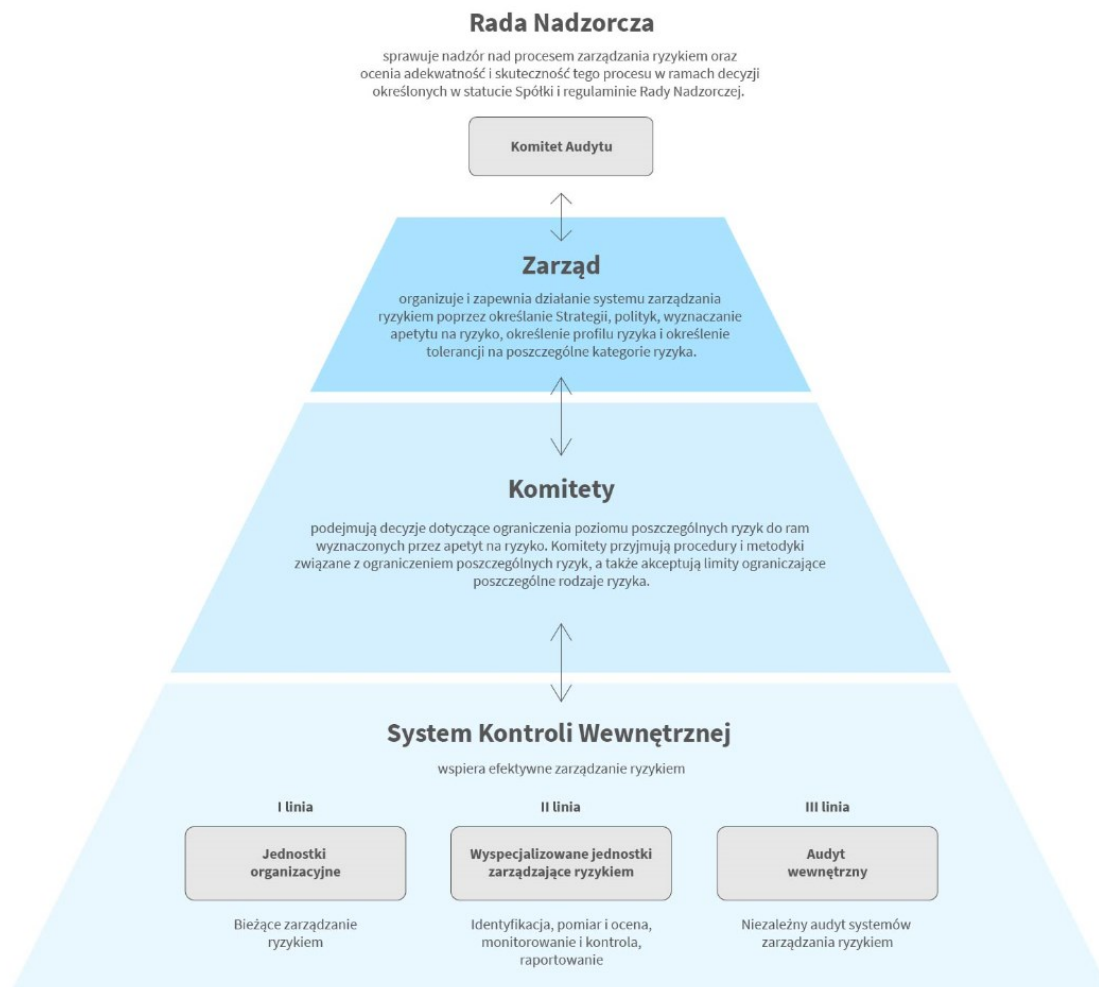 Rada Nadzorcza
sprawuje nadzór nad procesem zarządzania ryzykiem oraz
ocenia adekwatność i skuteczność tego procesu w ramach decyzji
określonych w statucie Spółki i regulaminie Rady Nadzorczej.
Komitet Audytu
Zarząd
organizuje i zapewnia działanie systemu zarządzania
ryzykiem poprzez określanie Strategii, polityk, wyznaczanie
apetytu na ryzyko, określenie profilu ryzyka i określenie
tolerancji na poszczególne kategorie ryzyka.
Komitety
podejmują decyzje dotyczące ograniczenia poziomu poszczególnych ryzyk do ram
wyznaczonych przez apetyt na ryzyko. Komitety przyjmują procedury i metodyki
związane z ograniczeniem poszczególnych ryzyk, a także akceptują limity ograniczające
poszczególne rodzaje ryzyka.
System Kontroli Wewnętrznej
wspiera efektywne zarządzanie ryzykiem
I linia
Jednostki
organizacyjne
Bieżące zarządzanie
ryzykiem
II linia
Wyspecjalizowane jednostki
zarządzające ryzykiem
Identyfikacja, pomiar i ocena,
monitorowanie i kontrola,
raportowanie
III linia
Audyt
wewnętrzny
Niezależny audyt systemów
zarządzania ryzykiem